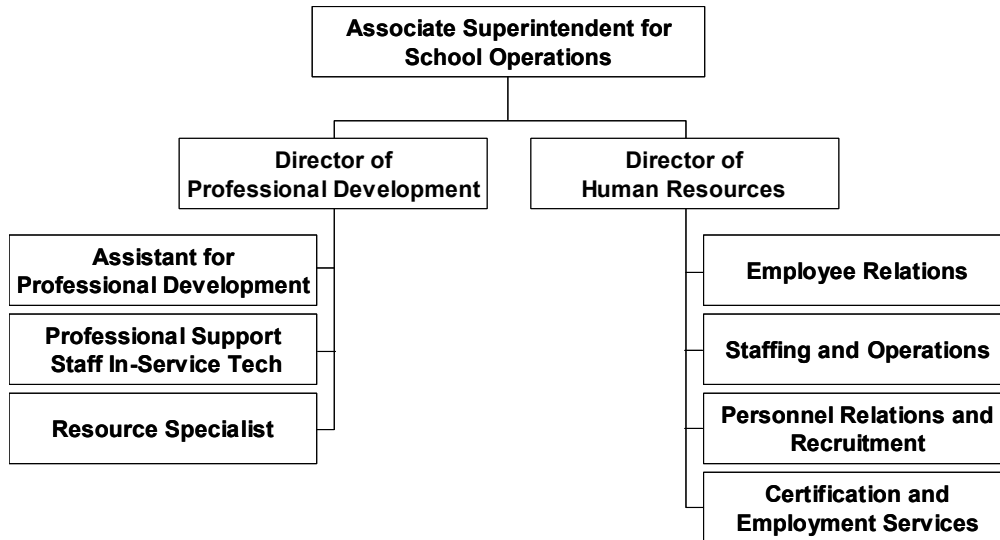 Associate Superintendent for
School Operations
Director of
Professional Development
Director of
Human Resources
Assistant for
Professional Development
Professional Support
Staff In-Service Tech
Resource Specialist
Employee Relations
Staffing and Operations
Personnel Relations and
Recruitment
Certification and
Employment Services